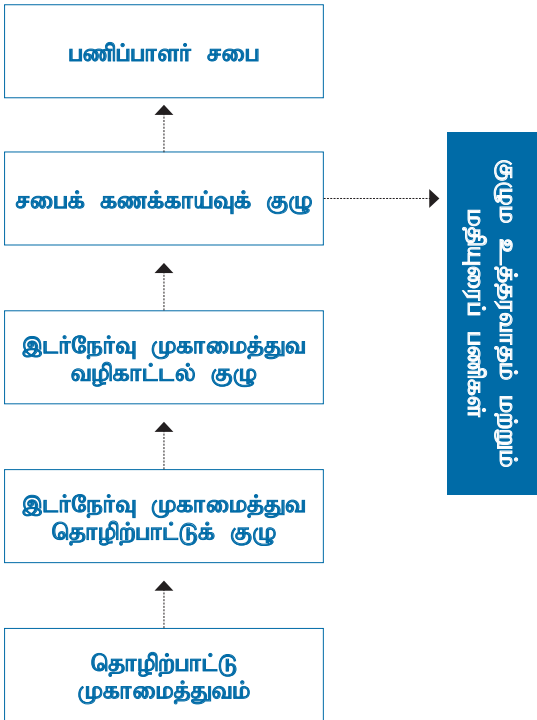 பணிப்பாளர் சபை
சபைக் கணக்காய்வுக் குழு
இடர்நேர்வு முகாமைத்துவ
வழிகாட்டல் குழு
இடர்நேர்வு முகாமைத்துவ
தொழிற்பாட்டுக் குழு
தொழிற்பாட்டு
முகாமைத்துவம்
குழும உத்தரவாதம் மற்றும்
மதியுரைப் பணிகள்